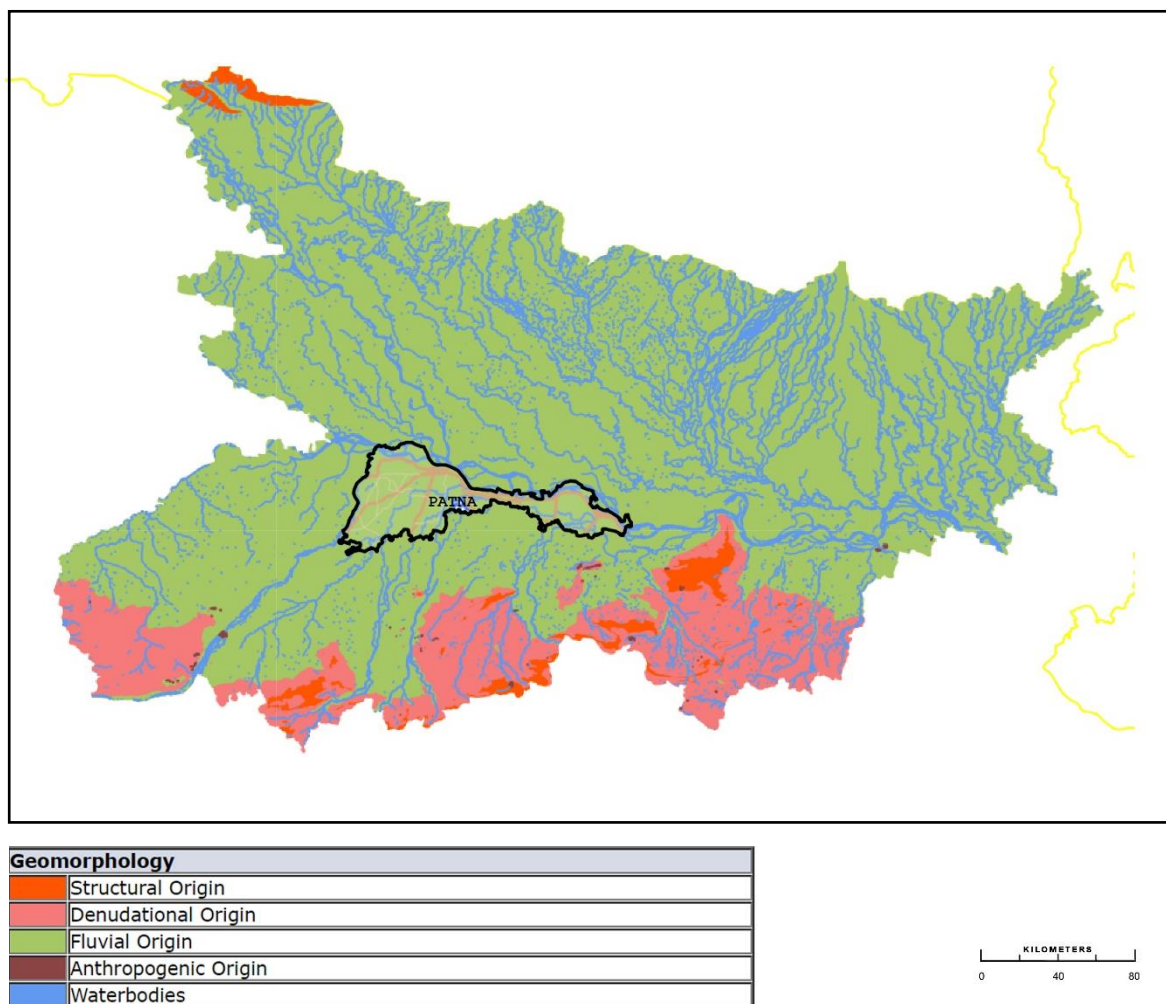 PATNA
Geomorphology
Structural Origin
Denudational Origin
Fluvial Origin
Anthropogenic Origin
Waterbodies
KILOMETERS
0 40 80